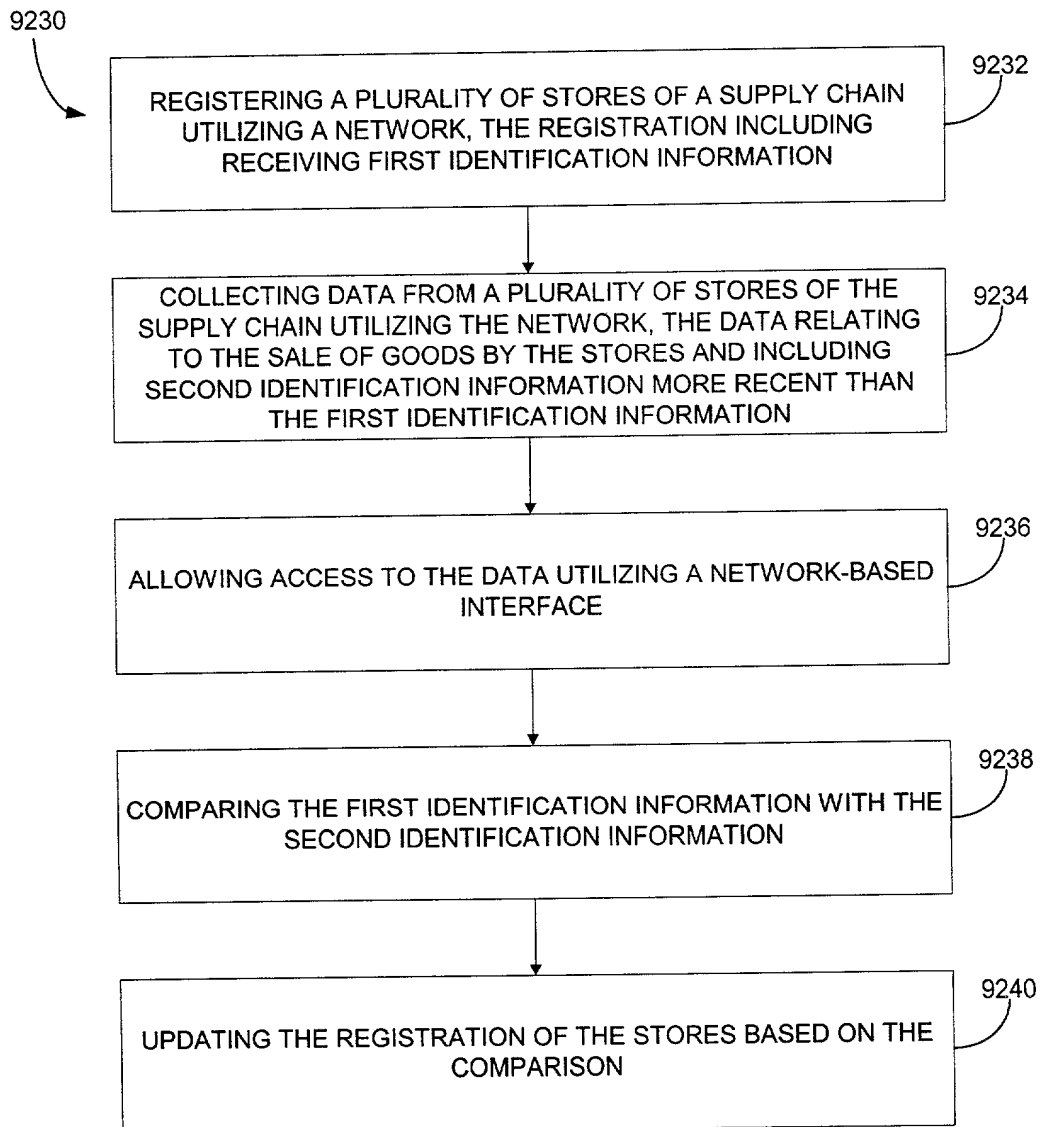 9230
9232
REGISTERING A PLURALITY OF STORES OF A SUPPLY CHAIN
UTILIZING A NETWORK, THE REGISTRATION INCLUDING
RECEIVING FIRST IDENTIFICATION INFORMATION
9234
COLLECTING DATA FROM A PLURALITY OF STORES OF THE
SUPPLY CHAIN UTILIZING THE NETWORK, THE DATA RELATING
TO THE SALE OF GOODS BY THE STORES AND INCLUDING
SECOND IDENTIFICATION INFORMATION MORE RECENT THAN
THE FIRST IDENTIFICATION INFORMATION
9236
ALLOWING ACCESS TO THE DATA UTILIZING A NETWORK-BASED
INTERFACE
9238
COMPARING THE FIRST IDENTIFICATION INFORMATION WITH THE
SECOND IDENTIFICATION INFORMATION
9240
UPDATING THE REGISTRATION OF THE STORES BASED ON THE
COMPARISON